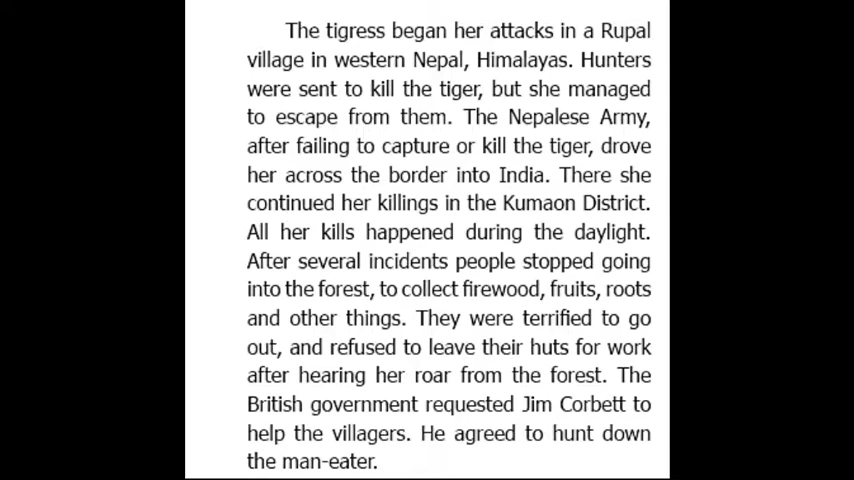 The tigress began her attacks in a Rupal
village in western Nepal, Himalayas. Hunters
were sent to kill the tiger, but she managed
to escape from them. The Nepalese Army,
after failing to capture or kill the tiger, drove
her across the border into India. There she
continued her killings in the Kumaon District.
All her kills happened during the daylight.
After several incidents people stopped going
into the forest, to collect firewood, fruits, roots
and other things. They were terrified to go
out, and refused to leave their huts for work
after hearing her roar from the forest. The
British government requested Jim Corbett to
help the villagers. He agreed to hunt down
the man-eater.